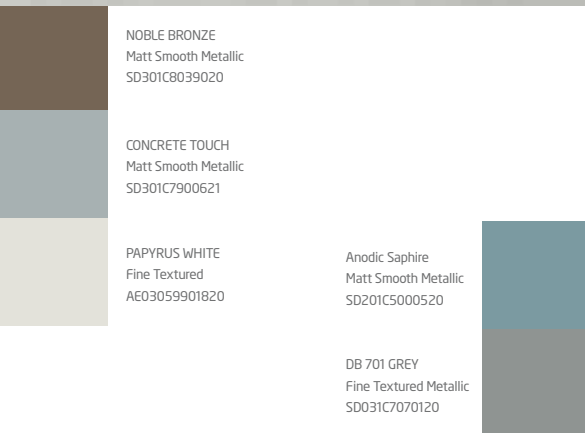 NOBLE BRONZE
Matt Smooth Metallic
SD301C8039020
CONCRETE TOUCH
Matt Smooth Metallic
SD301C7900621
PAPYRUS WHITE
Fine Textured
AE03059901820
Anodic Saphire
Matt Smooth Metallic
SD201C5000520
DB 701 GREY
Fine Textured Metallic
SD031C7070120